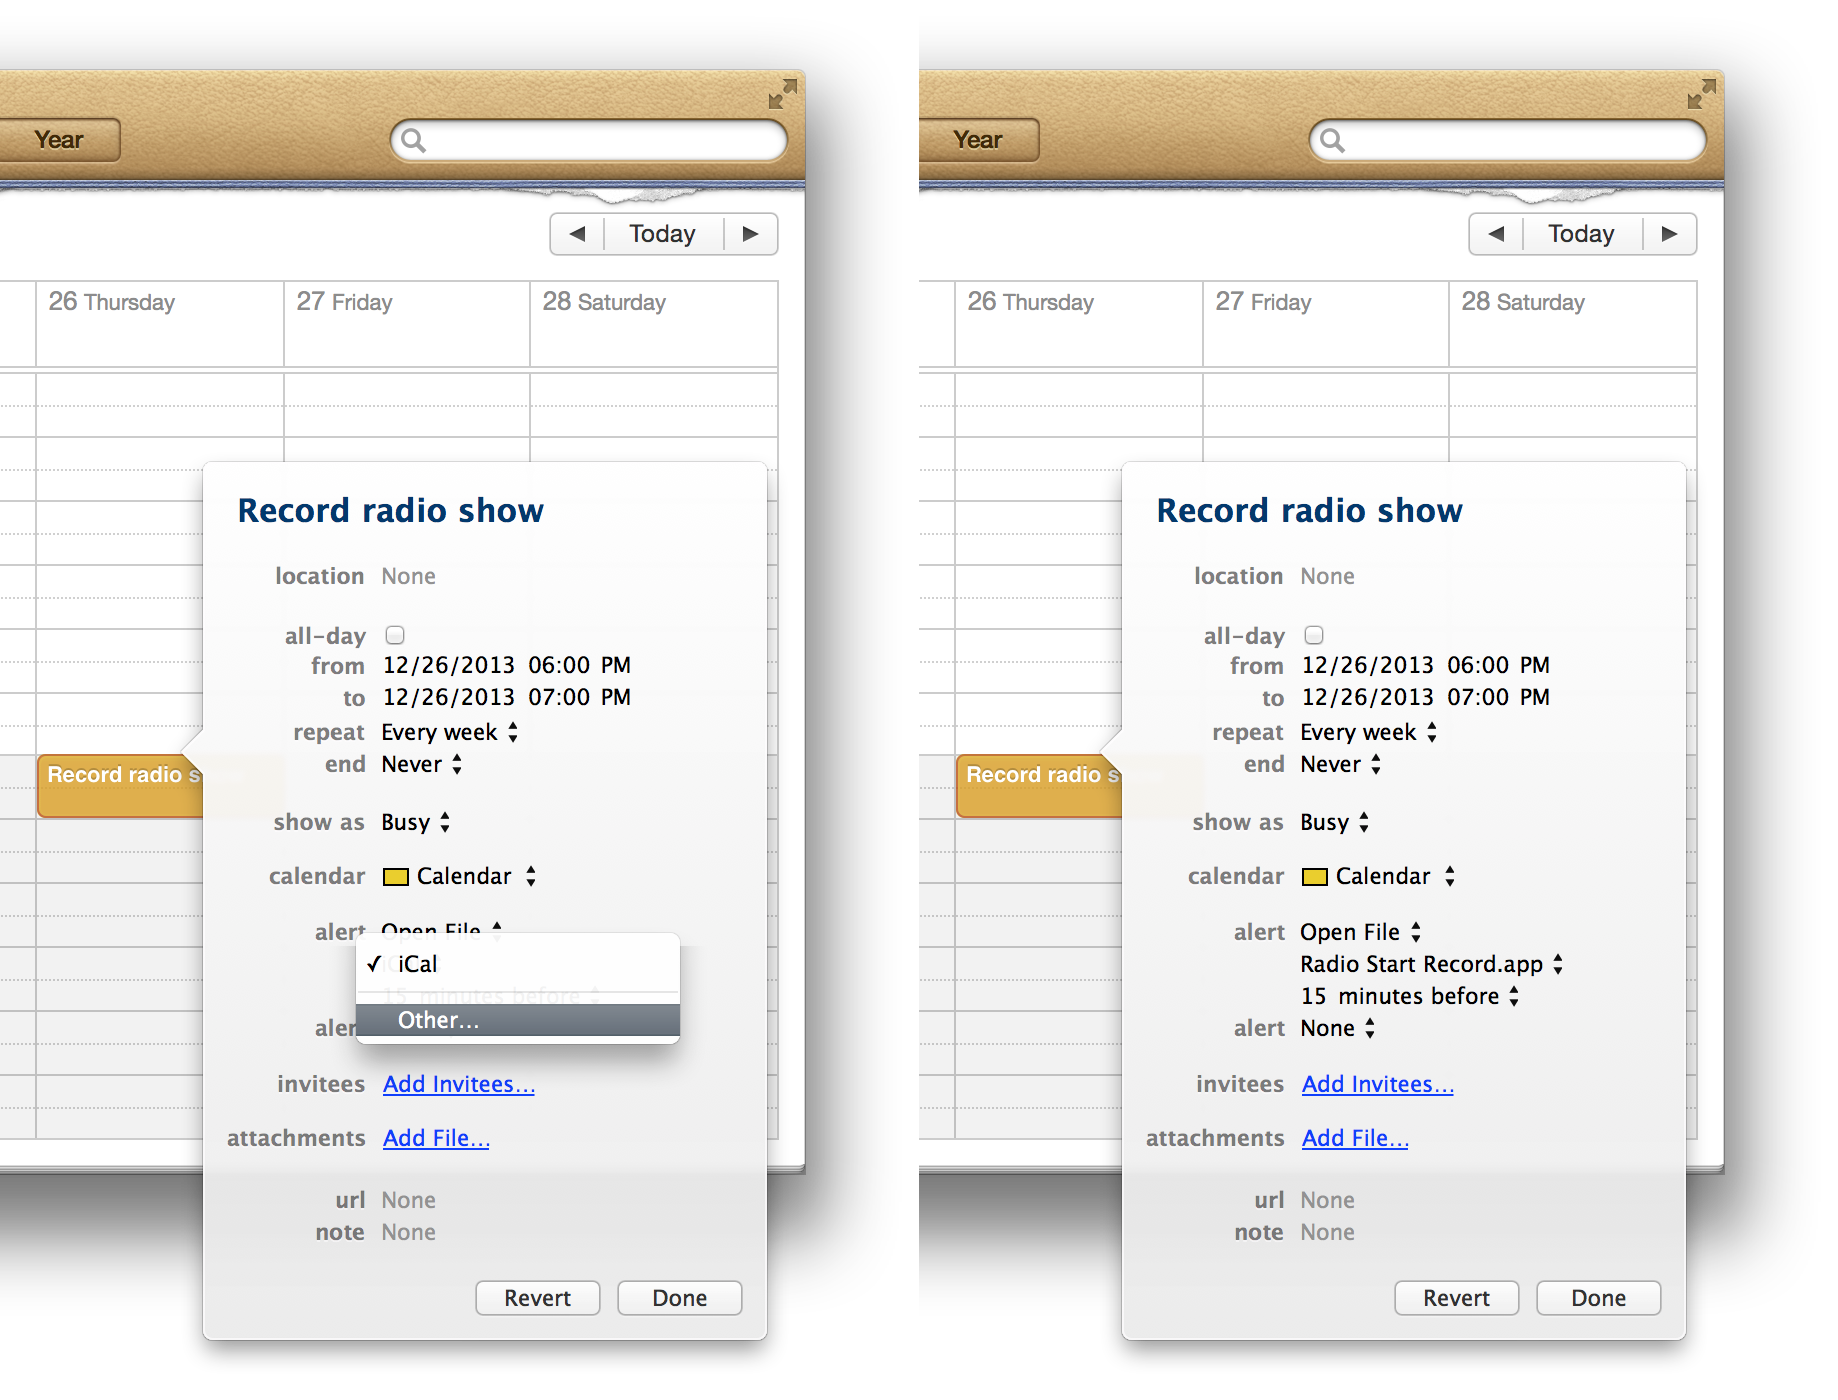 Year
Today
26 Thursday
27 Friday
28 Saturday
Record radio s
Record radio show
location None
all-day
from 12/26/2013 06:00 PM
to 12/26/2013 07:00 PM
repeat Every week
end Never
show as Busy
calendar Calendar
alert Open File
✓ iCal
15 minutes before
Other...
aler
invitees Add Invitees...
attachments Add File...
url None
note None
Revert
Done
Year
Today
26 Thursday
27 Friday
28 Saturday
Record radio s
Record radio show
location None
all-day
from 12/26/2013 06:00 PM
to 12/26/2013 07:00 PM
repeat Every week
end Never
show as Busy
calendar Calendar
alert Open File
Radio Start Record.app
15 minutes before
alert None
invitees Add Invitees...
attachments Add File...
url None
note None
Revert
Done